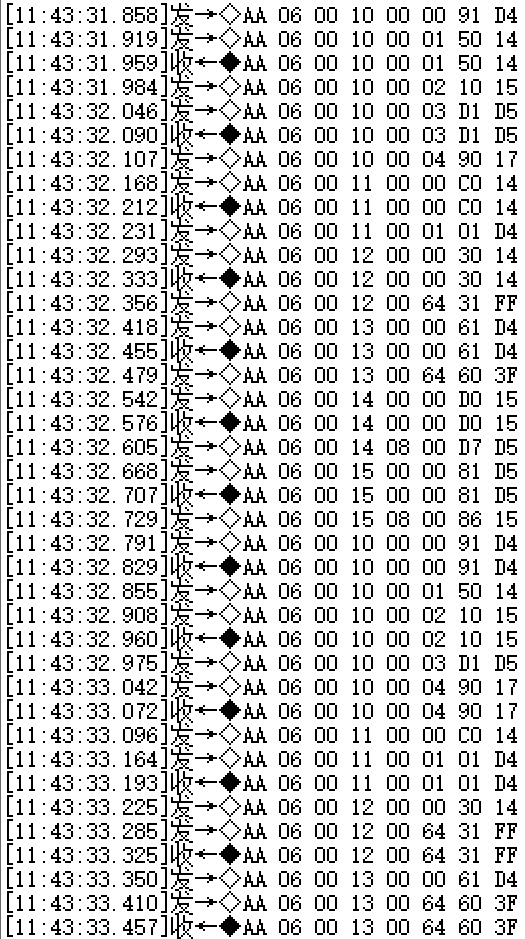 [11:43:31.858]发→◇AA 06 00 10 00 00 91 D4
[11:43:31.919]发→◇AA 06 00 10 00 01 50 14
[11:43:31.959]收←◆AA 06 00 10 00 01 50 14
[11:43:31.984]发→◇AA 06 00 10 00 02 10 15
[11:43:32.046]发→◇AA 06 00 10 00 03 D1 D5
[11:43:32.090]收←◆AA 06 00 10 00 03 D1 D5
[11:43:32.107]发→◇AA 06 00 10 00 04 90 17
[11:43:32.168]发→◇AA 06 00 11 00 00 C0 14
[11:43:32.212]收←◆AA 06 00 11 00 00 C0 14
[11:43:32.231]发→◇AA 06 00 11 00 01 01 D4
[11:43:32.293]发→◇AA 06 00 12 00 00 30 14
[11:43:32.333]收←◆AA 06 00 12 00 00 30 14
[11:43:32.356]发→◇AA 06 00 12 00 64 31 FF
[11:43:32.418]发→◇AA 06 00 13 00 00 61 D4
[11:43:32.455]收←◆AA 06 00 13 00 00 61 D4
[11:43:32.479]发→◇AA 06 00 13 00 64 60 3F
[11:43:32.542]发→◇AA 06 00 14 00 00 D0 15
[11:43:32.576]收←◆AA 06 00 14 00 00 D0 15
[11:43:32.605]发→◇AA 06 00 14 08 00 D7 D5
[11:43:32.668]发→◇AA 06 00 15 00 00 81 D5
[11:43:32.707]收←◆AA 06 00 15 00 00 81 D5
[11:43:32.729]发→◇AA 06 00 15 08 00 86 15
[11:43:32.791]发→◇AA 06 00 10 00 00 91 D4
[11:43:32.829]收←◆AA 06 00 10 00 00 91 D4
[11:43:32.855]发→◇AA 06 00 10 00 01 50 14
[11:43:32.908]发→◇AA 06 00 10 00 02 10 15
[11:43:32.960]收←◆AA 06 00 10 00 02 10 15
[11:43:32.975]发→◇AA 06 00 10 00 03 D1 D5
[11:43:33.042]发→◇AA 06 00 10 00 04 90 17
[11:43:33.072]收←◆AA 06 00 10 00 04 90 17
[11:43:33.096]发→◇AA 06 00 11 00 00 C0 14
[11:43:33.164]发→◇AA 06 00 11 00 01 01 D4
[11:43:33.193]收←◆AA 06 00 11 00 01 01 D4
[11:43:33.225]发→◇AA 06 00 12 00 00 30 14
[11:43:33.285]发→◇AA 06 00 12 00 64 31 FF
[11:43:33.325]收←◆AA 06 00 12 00 64 31 FF
[11:43:33.350]发→◇AA 06 00 13 00 00 61 D4
[11:43:33.410]发→◇AA 06 00 13 00 64 60 3F
[11:43:33.457]收←◆AA 06 00 13 00 64 60 3F